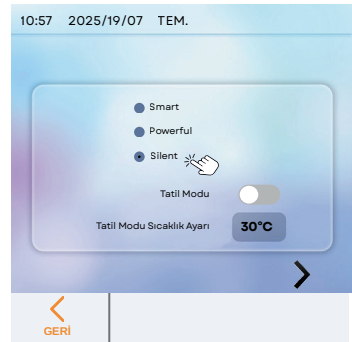 10:57 2025/19/07 TEM.
Smart
Powerful
Silent
Tatil Modu
Tatil Modu Sıcaklık Ayarı 30°C
GERİ